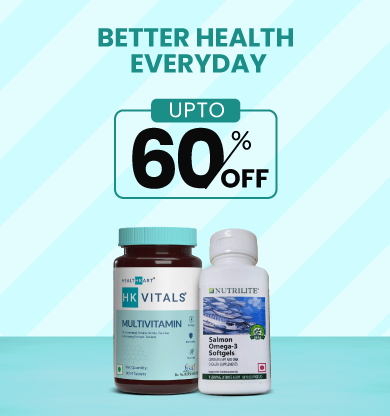 BETTER HEALTH
EVERYDAY
UPTO
60%
OFF
HEALTHKART
HK VITALS
MULTIVITAMIN
NUTRILITE
Salmon
Omega-3
Softgels